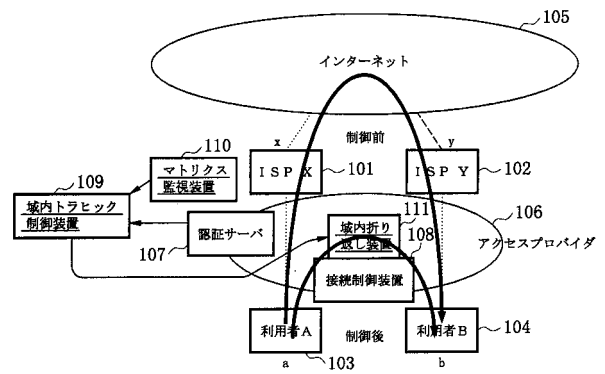 105
インターネット
x
制御前
y
110
マトリクス
監視装置
ISP X
101
ISP Y
102
109
域内トラヒック
制御装置
107
認証サーバ
111
域内折り
返し装置
108
接続制御装置
106
アクセスプロバイダ
利用者A
制御後
利用者B
104
a
103
b